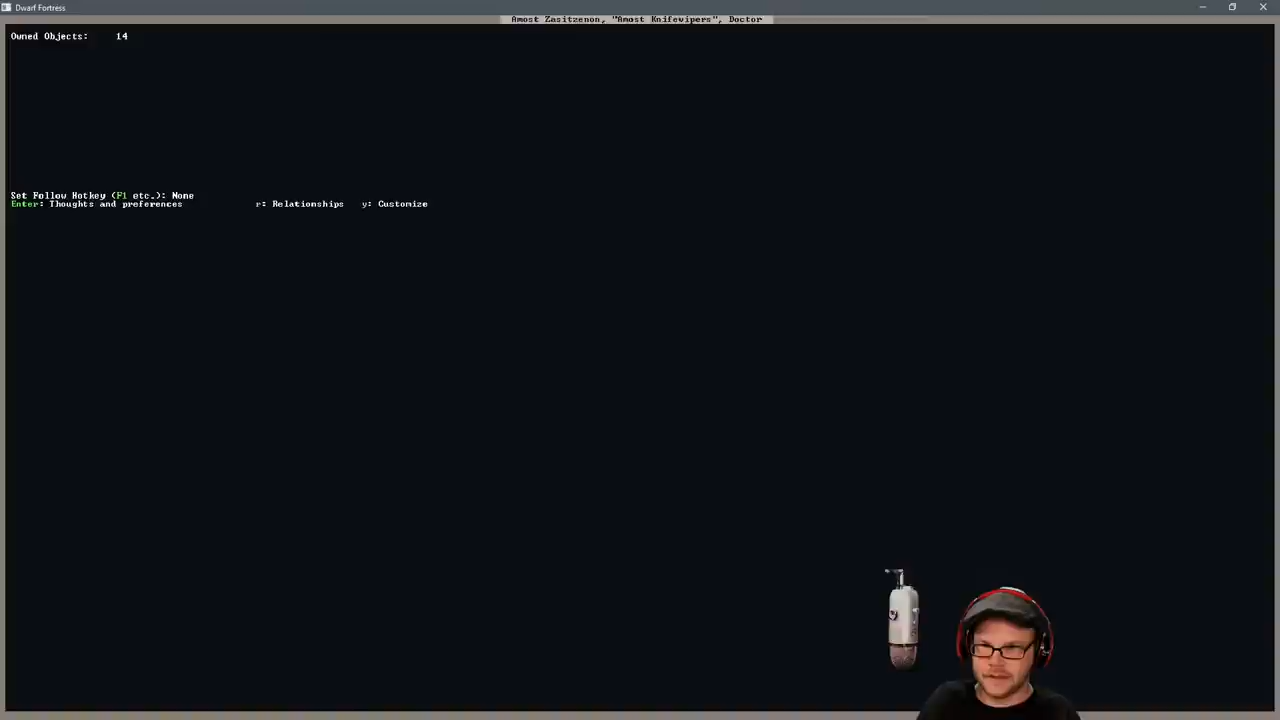 Dwarf Fortress
Amost Zasitzenon, "Amost Knifevipers", Doctor
Owned Objects: 14
Set Follow Hotkey (F1 etc.): None
Enter: Thoughts and preferences r: Relationships y: Customize